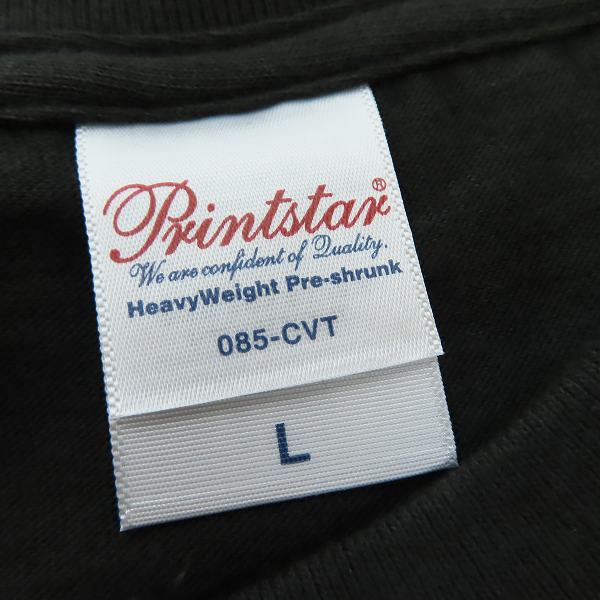 Printstar®
We are confident of Quality.
HeavyWeight Pre-shrunk
085-CVT
L